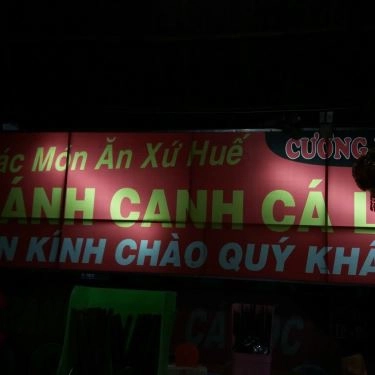 ác Món Ăn Xứ Huế
CƯƠNG
ÁNH CANH CÁ L
N KÍNH CHÀO QUÝ KHÁ